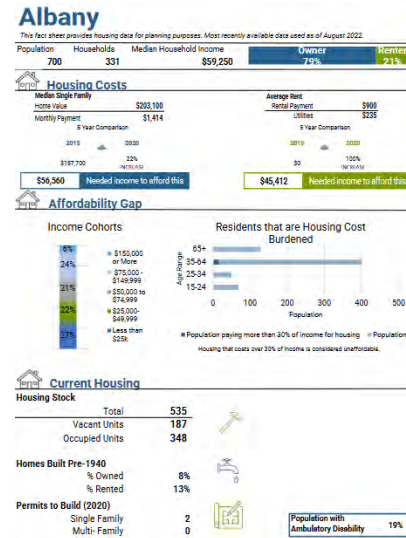 Albany
This fact sheet provides housing data for planning purposes. Most recently available data used as of August 2022.
Population Households Median Household Income Owner Renter
700 331 $59,250 79% 21%
Housing Costs
Median Single Family
Home Value $203,100
Monthly Payment $1,414
5 Year Comparison
2015 2020
$167,700 22%
INCREASE
$56,560 Needed income to afford this
Average Rent
Rental Payment $900
Utilities $235
5 Year Comparison
2015 2020
$0 100%
INCREASE
$45,412 Needed income to afford this
Affordability Gap
Income Cohorts
6%
24%
21%
22%
27%
$150,000
or More
$75,000 -
$149,999
$50,000 to
$74,999
$25,000-
$49,999
Less than
$25k
Residents that are Housing Cost
Burdened
Age Range
65+
35-64
25-34
15-24
0 100 200 300 400 500
Population
Population paying more than 30% of income for housing Population
Housing that costs over 30% of income is considered unaffordable.
Current Housing
Housing Stock
Total 535
Vacant Units 187
Occupied Units 348
Homes Built Pre-1940
% Owned 8%
% Rented 13%
Permits to Build (2020)
Single Family 2
Multi- Family 0
Population with
Ambulatory Disability 19%